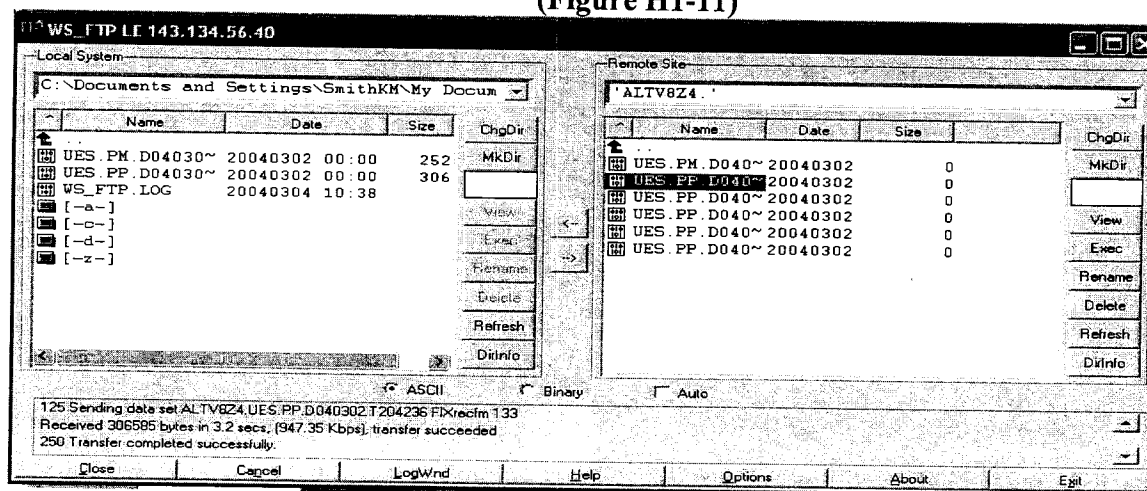 (Figure H1-11)
WS_FTP LE 143.134.56.40
Local System
C:\Documents and Settings\SmithKM\My Docum
Name Date Size
ChgDir
..
MkDir
UES.PM.D04030~ 20040302 00:00 252
UES.PP.D04030~ 20040302 00:00 306
WS_FTP.LOG 20040304 10:38
[-a-]
[-c-]
[-d-]
[-z-]
View
Exec
Rename
Delete
Refresh
DirInfo
<--
-->
Remote Site
'ALTV8Z4.'
Name Date Size
ChgDir
..
MkDir
UES.PM.D040~ 20040302 0
UES.PP.D040~ 20040302 0
UES.PP.D040~ 20040302 0
UES.PP.D040~ 20040302 0
UES.PP.D040~ 20040302 0
UES.PP.D040~ 20040302 0
View
Exec
Rename
Delete
Refresh
DirInfo
ASCII Binary Auto
125 Sending data set ALTV8Z4.UES.PP.D040302.T204236 FIXrecfm 133
Received 306585 bytes in 3.2 secs, (947.35 Kbps), transfer succeeded
250 Transfer completed successfully.
Close Cancel LogWnd Help Options About Exit